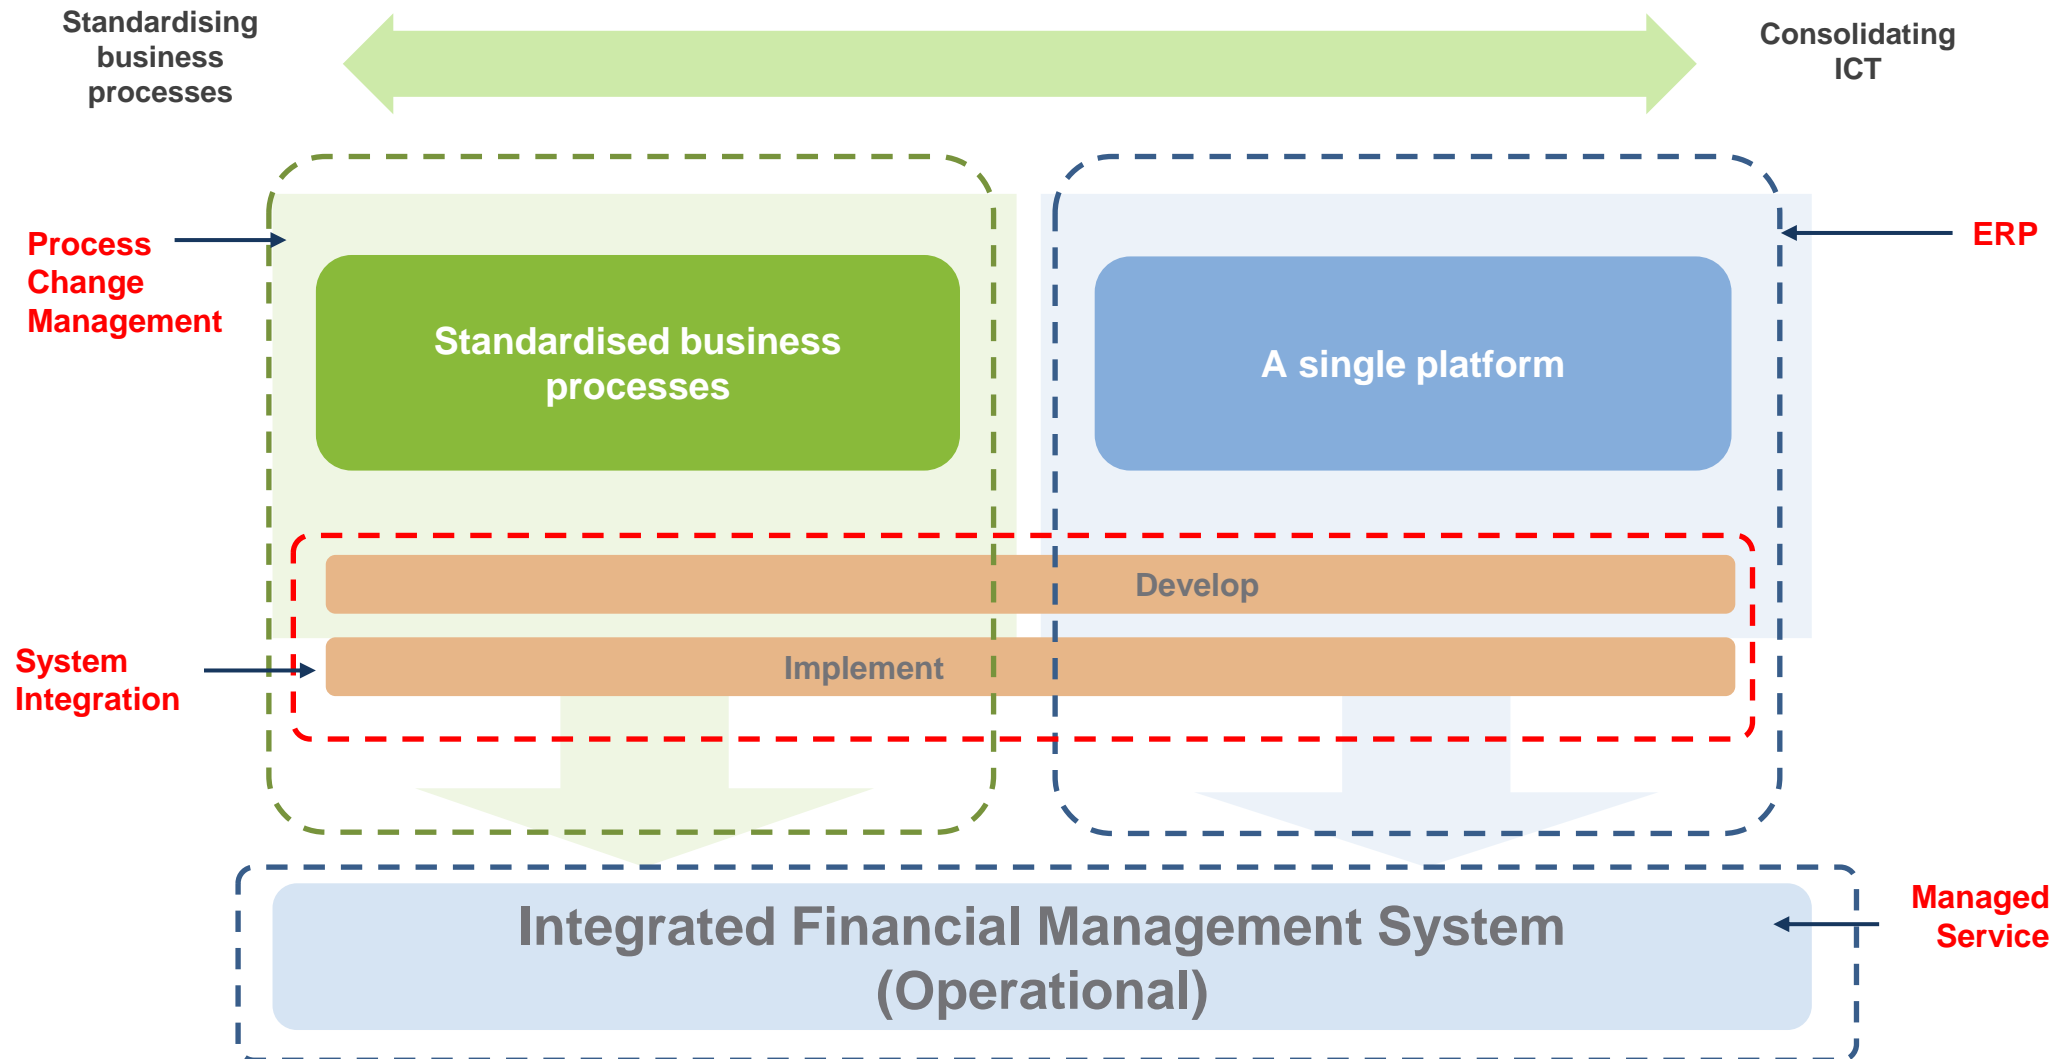 Standardising
business
processes
Consolidating
ICT
Process
Change
Management
ERP
Standardised business
processes
A single platform
Develop
Implement
System
Integration
Integrated Financial Management System
(Operational)
Managed
Service